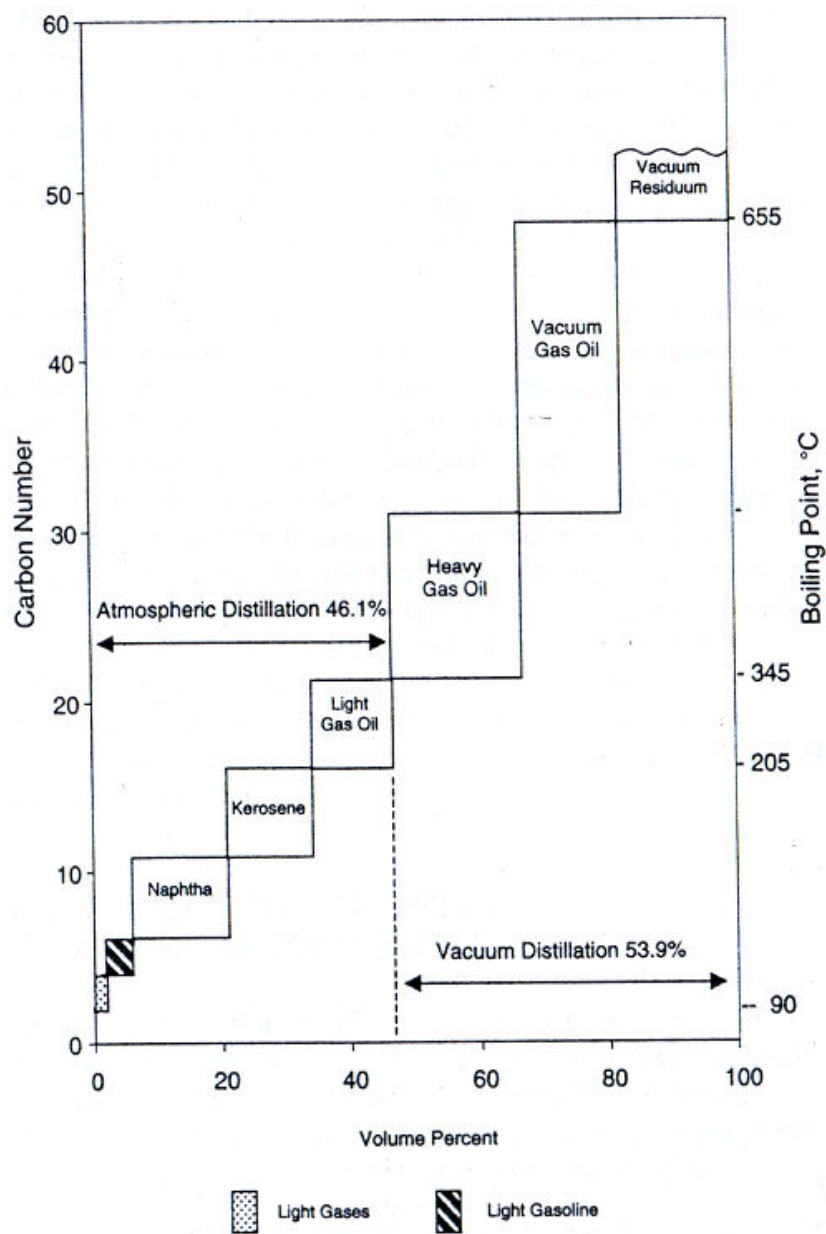 60
50
40
30
20
10
0
Carbon Number
Vacuum
Residuum
655
Vacuum
Gas Oil
Heavy
Gas Oil
Atmospheric Distillation 46.1%
Light
Gas Oil
345
205
Kerosene
Naphtha
Vacuum Distillation 53.9%
-- 90
Boiling Point, °C
0 20 40 60 80 100
Volume Percent
Light Gases Light Gasoline